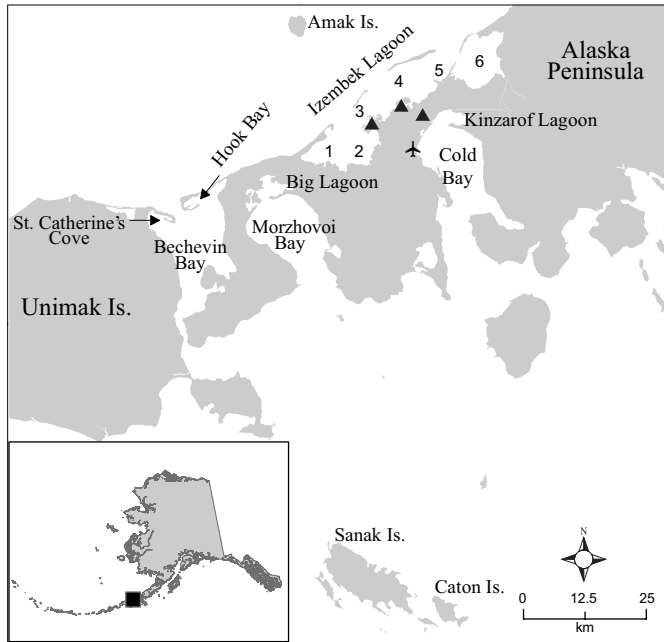 Amak Is.
Izembek Lagoon
Alaska
Peninsula
6
5
4
3
Kinzarof Lagoon
Hook Bay
1
2
Cold
Bay
Big Lagoon
St. Catherine's
Cove
Morzhovoi
Bay
Bechevin
Bay
Unimak Is.
Sanak Is.
N
Caton Is.
0
12.5
25
km